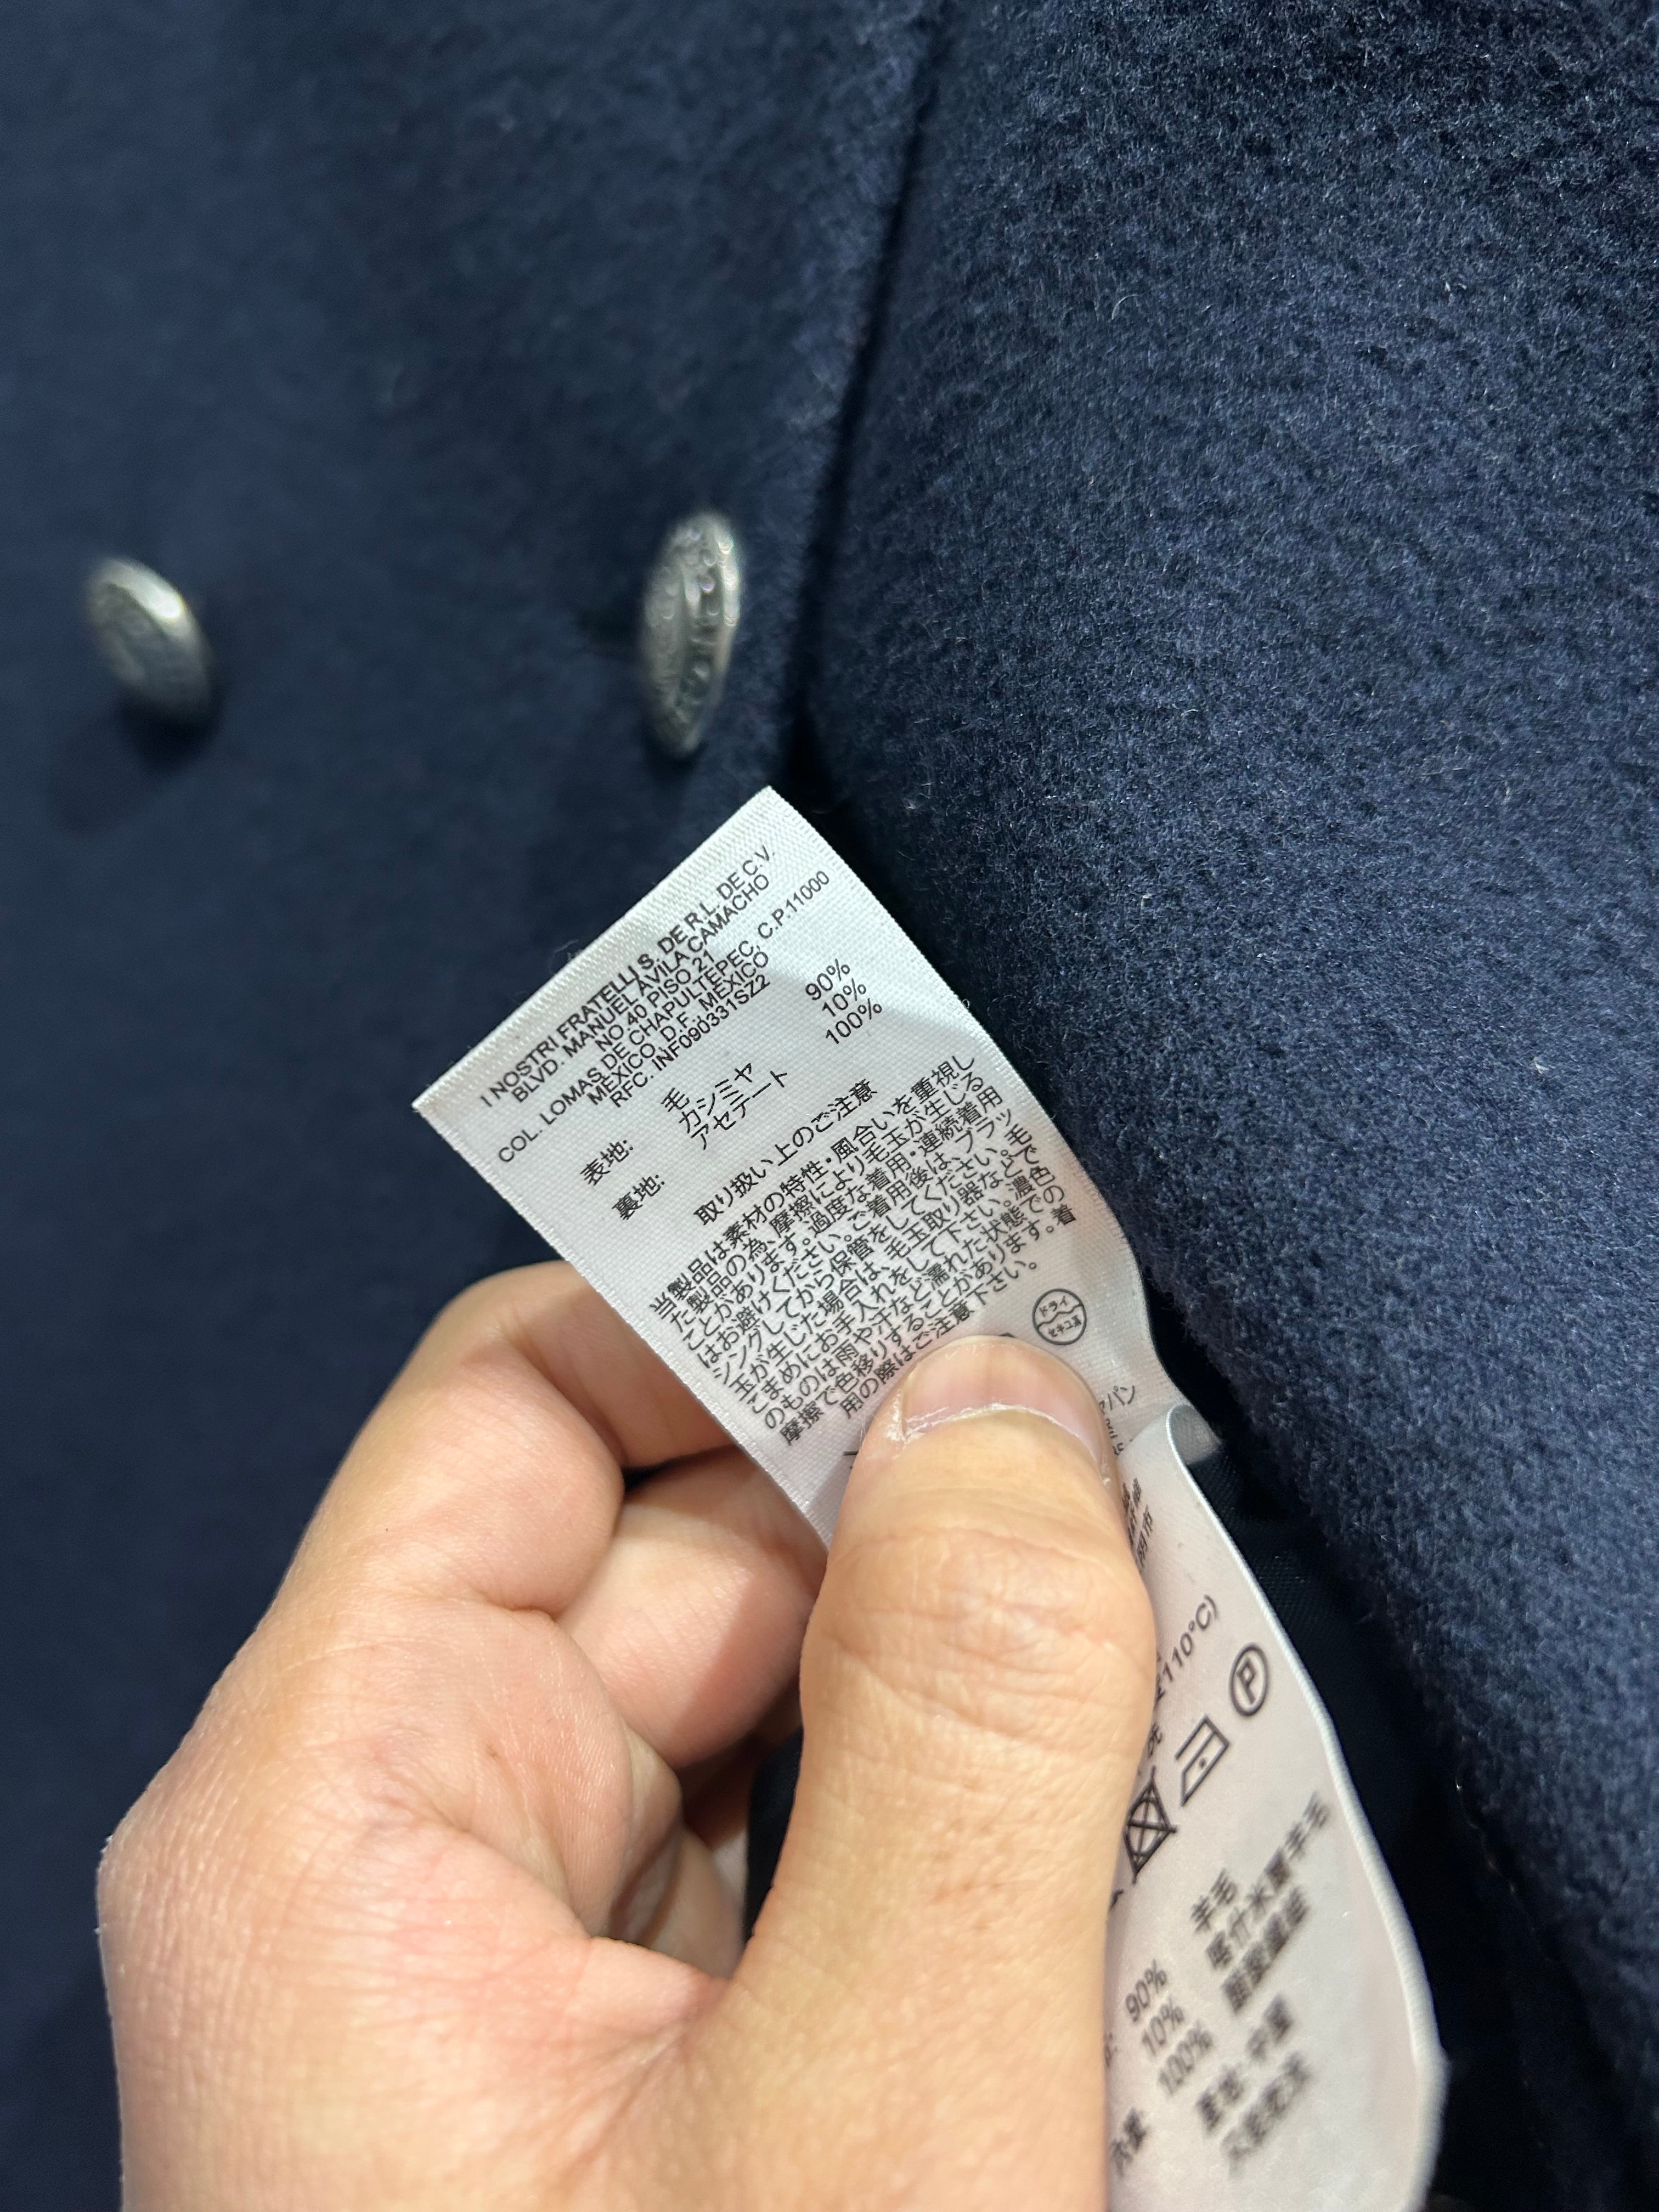 I NOSTRI FRATELLI S. DE R.L. DE C.V.
BLVD. MANUEL AVILA CAMACHO
NO. 40 PISO 21
COL. LOMAS DE CHAPULTEPEC, C.P.11000
MEXICO, D.F. MEXICO
RFC. INF090331SZ2
表地: 毛 90%
カシミヤ 10%
裏地: アセテート 100%
取り扱い上のご注意
当製品は素材の特性・風合いを重視し
た製品の為、摩擦により毛玉が生じる
ことがあります。過度な着用・連続着用
はお避けください。ご着用後は、ブラッ
シングしてから保管をしてください。毛
玉が生じた場合は、毛玉取り器などで
こまめにお手入れをして下さい。濃色
のものは雨や汗など濡れた状態での
摩擦で色移りすることがあります。着
用の際はご注意下さい。
ドライ
セキユ系
パン
110°C)
P
90% 羊毛
10%
100%